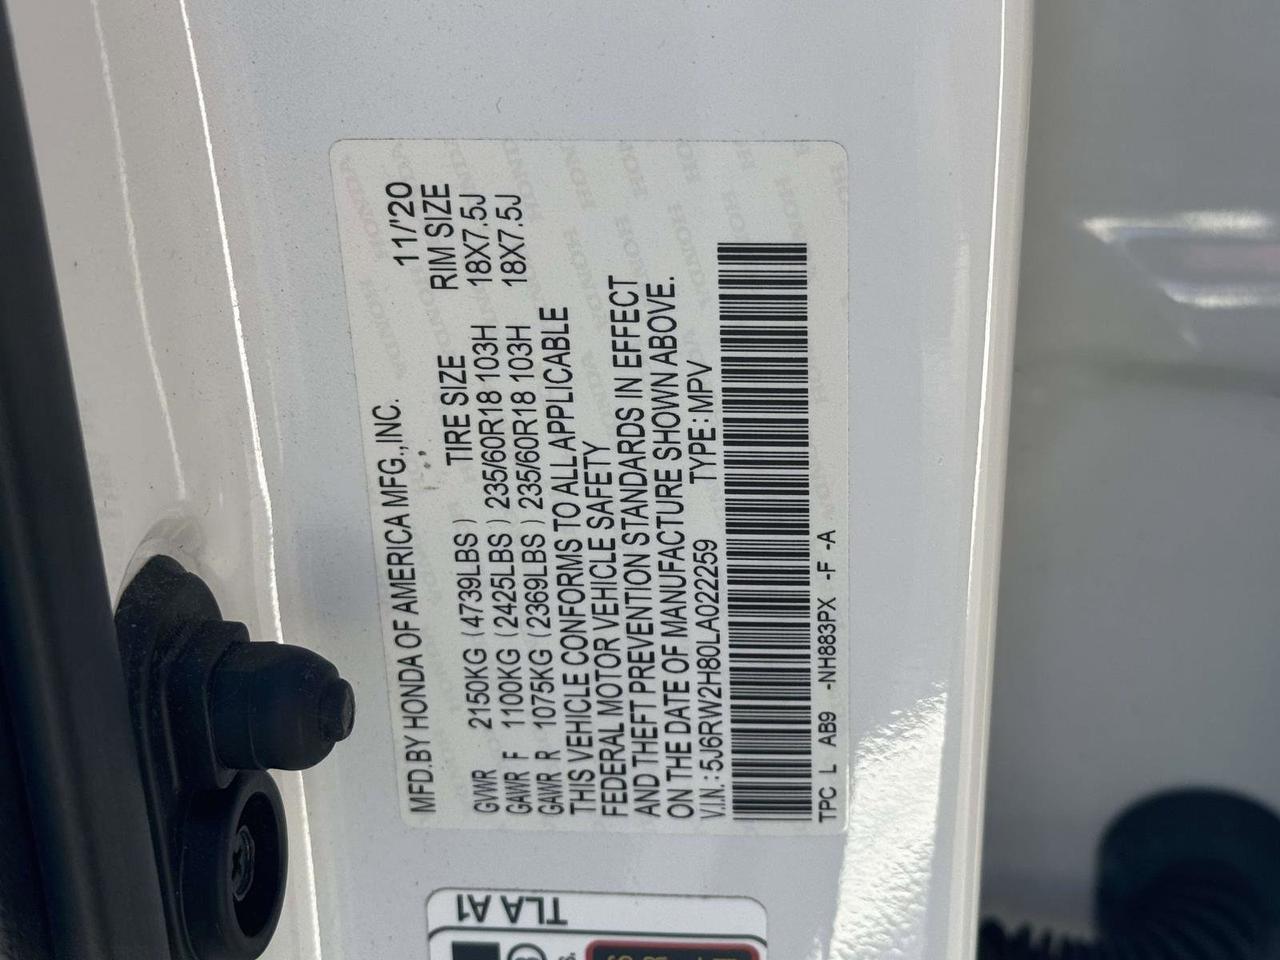 MFD.BY HONDA OF AMERICA MFG.,INC. 11/'20
TIRE SIZE RIM SIZE
GVWR 2150KG (4739LBS)
GAWR F 1100KG (2425LBS) 235/60R18 103H 18X7.5J
GAWR R 1075KG (2369LBS) 235/60R18 103H 18X7.5J
THIS VEHICLE CONFORMS TO ALL APPLICABLE
FEDERAL MOTOR VEHICLE SAFETY
AND THEFT PREVENTION STANDARDS IN EFFECT
ON THE DATE OF MANUFACTURE SHOWN ABOVE.
V.I.N.:5J6RW2H80LA022259 TYPE:MPV
TPC L AB9 -NH883PX -F -A
TLA A1